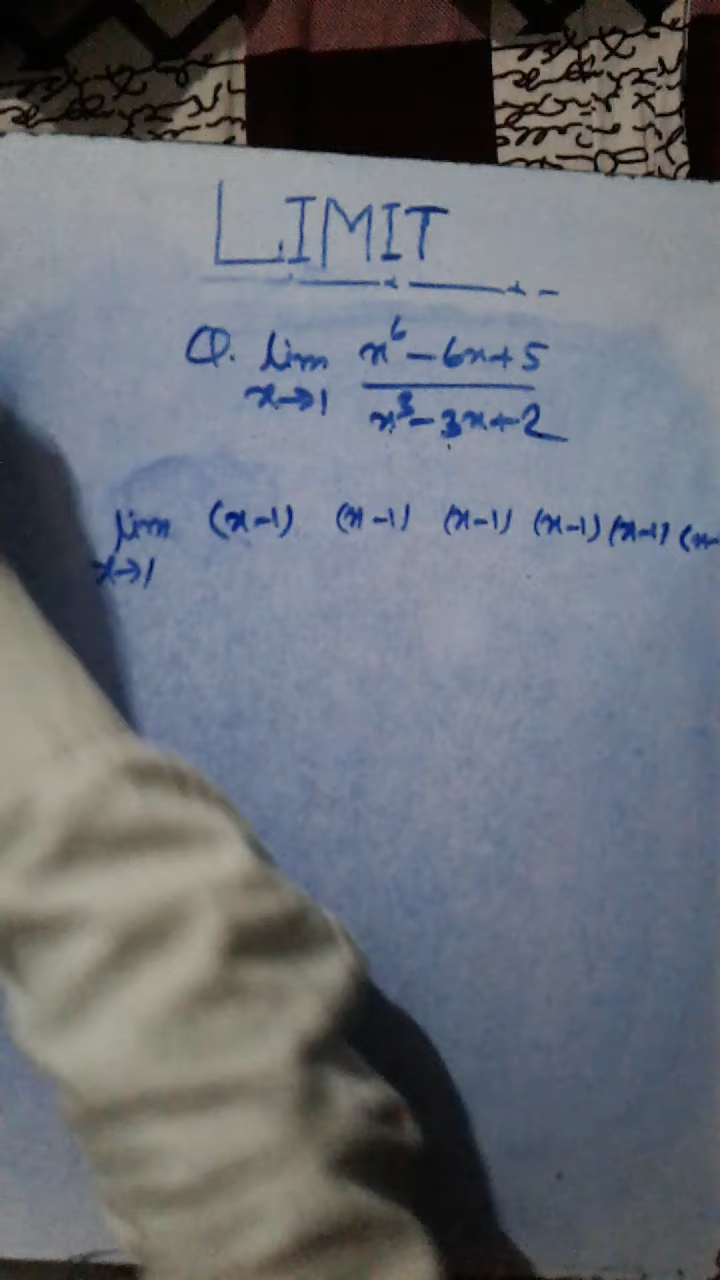 LIMIT
Q. lim x⁶-6x+5
x→1 x³-3x+2
lim (x-1) (x-1) (x-1) (x-1) (x-1) (x-
x→1